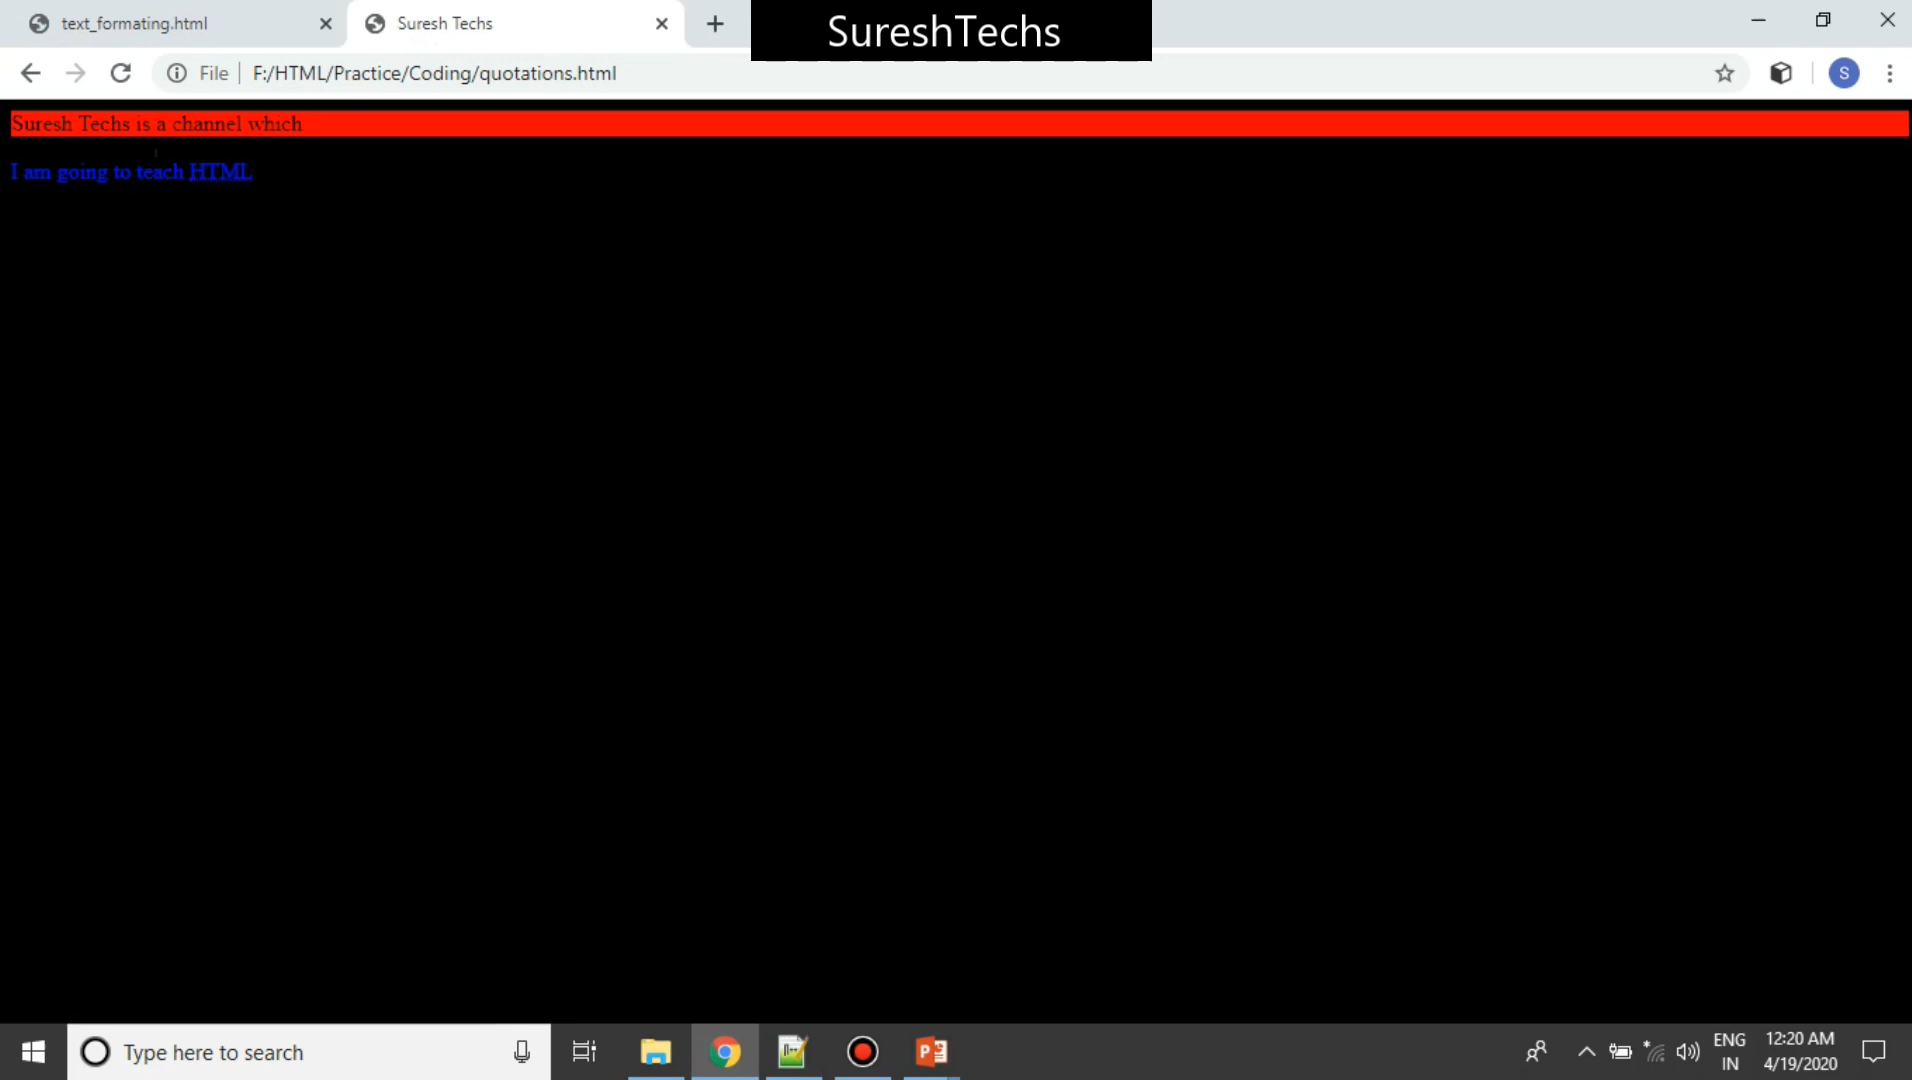 text_formating.html
Suresh Techs
SureshTechs
File
F:/HTML/Practice/Coding/quotations.html
S
Suresh Techs is a channel which
I am going to teach HTML
Type here to search
ENG
IN
12:20 AM
4/19/2020